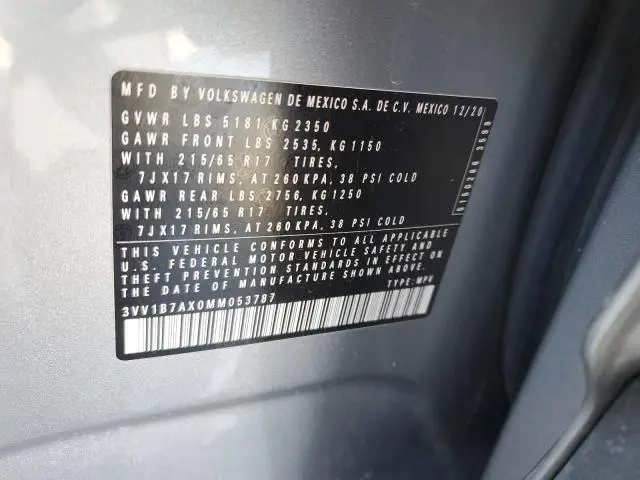 MFD BY VOLKSWAGEN DE MEXICO S.A. DE C.V. MEXICO 12/20
GVWR LBS 5181 KG 2350
GAWR FRONT LBS 2535, KG 1150
WITH 215/65 R17 TIRES,
7JX17 RIMS, AT 260 KPA, 38 PSI COLD
GAWR REAR LBS 2756, KG 1250
WITH 215/65 R17 TIRES,
7JX17 RIMS, AT 260 KPA, 38 PSI COLD
THIS VEHICLE CONFORMS TO ALL APPLICABLE
U.S. FEDERAL MOTOR VEHICLE SAFETY AND
THEFT PREVENTION STANDARDS IN EFFECT ON
THE DATE OF MANUFACTURE SHOWN ABOVE.
3VV1B7AX0MM053787 TYPE: MPV